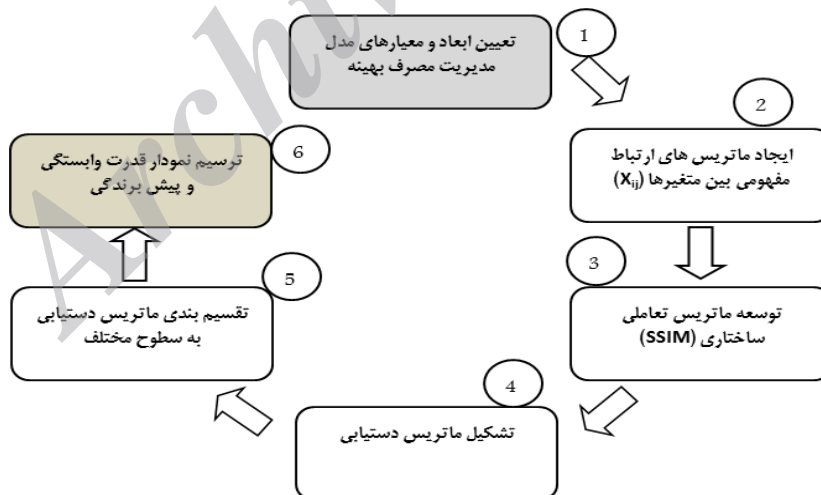 1
تعیین ابعاد و معیارهای مدل
مدیریت مصرف بهینه
2
ایجاد ماتریس های ارتباط
مفهومی بین متغیرها (Xij)
3
توسعه ماتریس تعاملی
ساختاری (SSIM)
4
تشکیل ماتریس دستیابی
5
تقسیم بندی ماتریس دستیابی
به سطوح مختلف
6
ترسیم نمودار قدرت وابستگی
و پیش برندگی
Archiv